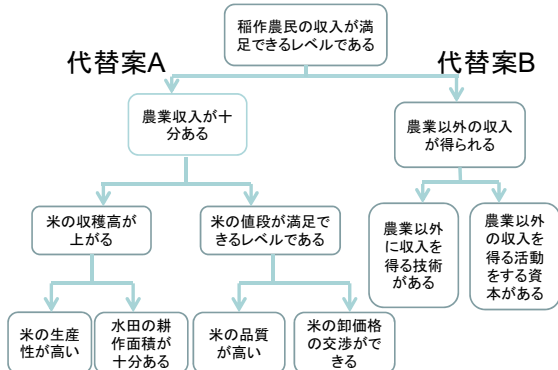 稲作農民の収入が満
足できるレベルである
代替案A
代替案B
農業収入が十
分ある
農業以外の収入
が得られる
米の収穫高が
上がる
米の値段が満足で
きるレベルである
農業以外
に収入を
得る技術
がある
農業以外
の収入を
得る活動
をする資
本がある
米の生産
性が高い
水田の耕
作面積が
十分ある
米の品質
が高い
米の卸価格
の交渉がで
きる